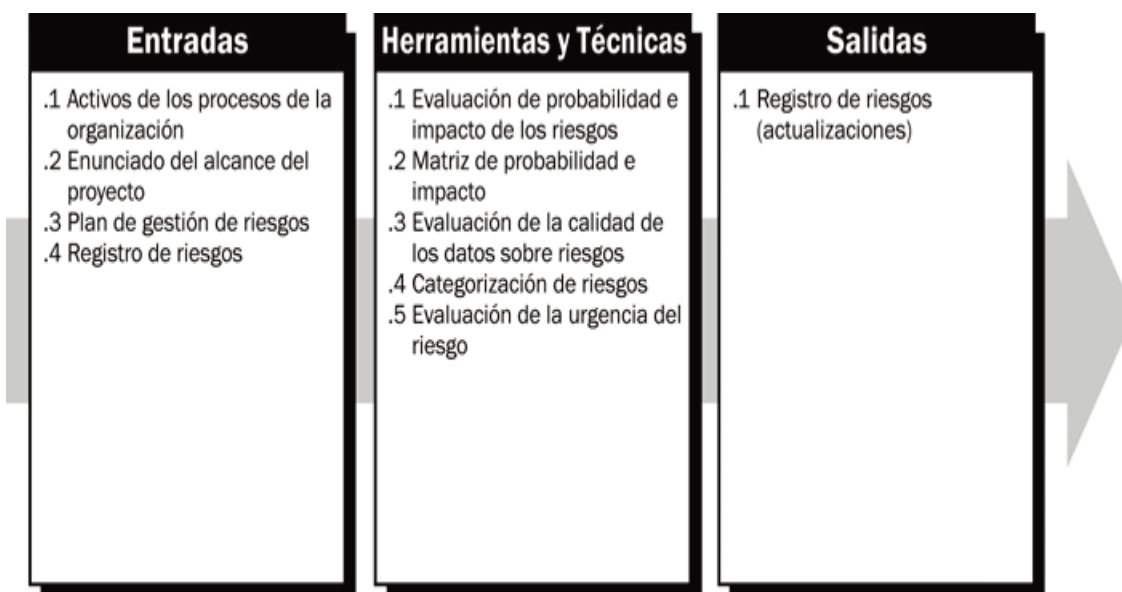 Entradas
.1 Activos de los procesos de la
organización
.2 Enunciado del alcance del
proyecto
.3 Plan de gestión de riesgos
.4 Registro de riesgos
Herramientas y Técnicas
.1 Evaluación de probabilidad e
impacto de los riesgos
.2 Matriz de probabilidad e
impacto
.3 Evaluación de la calidad de
los datos sobre riesgos
.4 Categorización de riesgos
.5 Evaluación de la urgencia del
riesgo
Salidas
.1 Registro de riesgos
(actualizaciones)